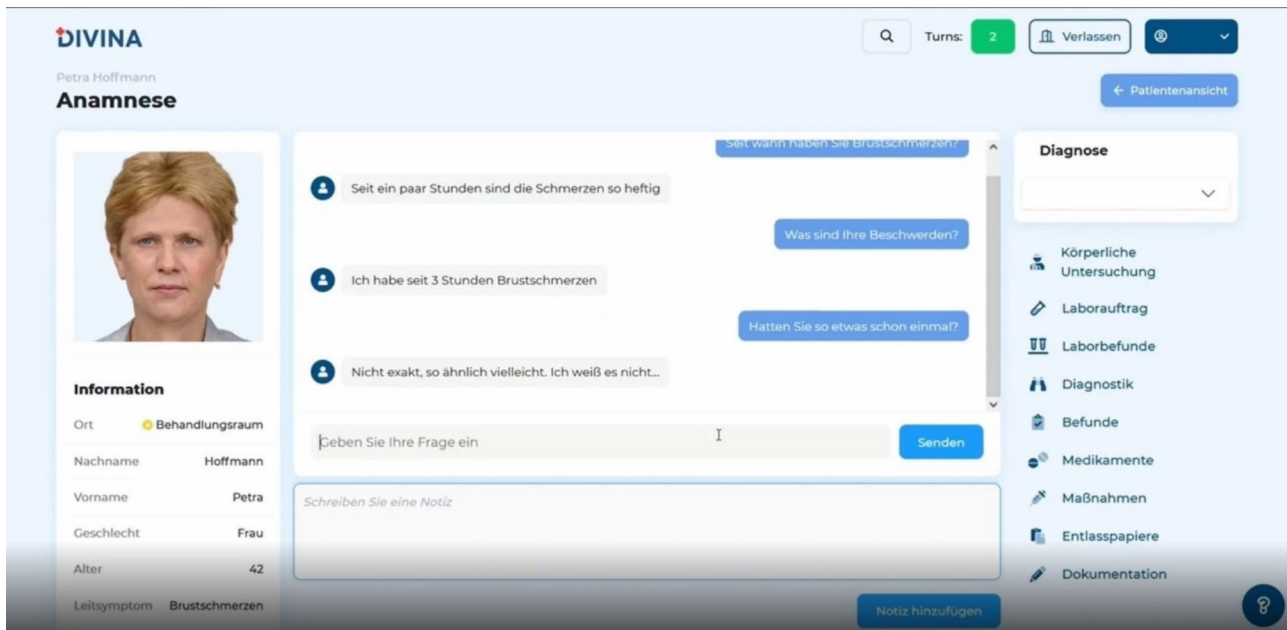 DIVINA
Turns:
2
Verlassen
Petra Hoffmann
Anamnese
← Patientenansicht
Seit wann haben Sie Brustschmerzen?
Seit ein paar Stunden sind die Schmerzen so heftig
Was sind Ihre Beschwerden?
Ich habe seit 3 Stunden Brustschmerzen
Hatten Sie so etwas schon einmal?
Nicht exakt, so ähnlich vielleicht. Ich weiß es nicht...
Geben Sie Ihre Frage ein
Senden
Schreiben Sie eine Notiz
Notiz hinzufügen
Information
Ort Behandlungsraum
Nachname Hoffmann
Vorname Petra
Geschlecht Frau
Alter 42
Leitsymptom Brustschmerzen
Diagnose
Körperliche
Untersuchung
Laborauftrag
Laborbefunde
Diagnostik
Befunde
Medikamente
Maßnahmen
Entlasspapiere
Dokumentation
?